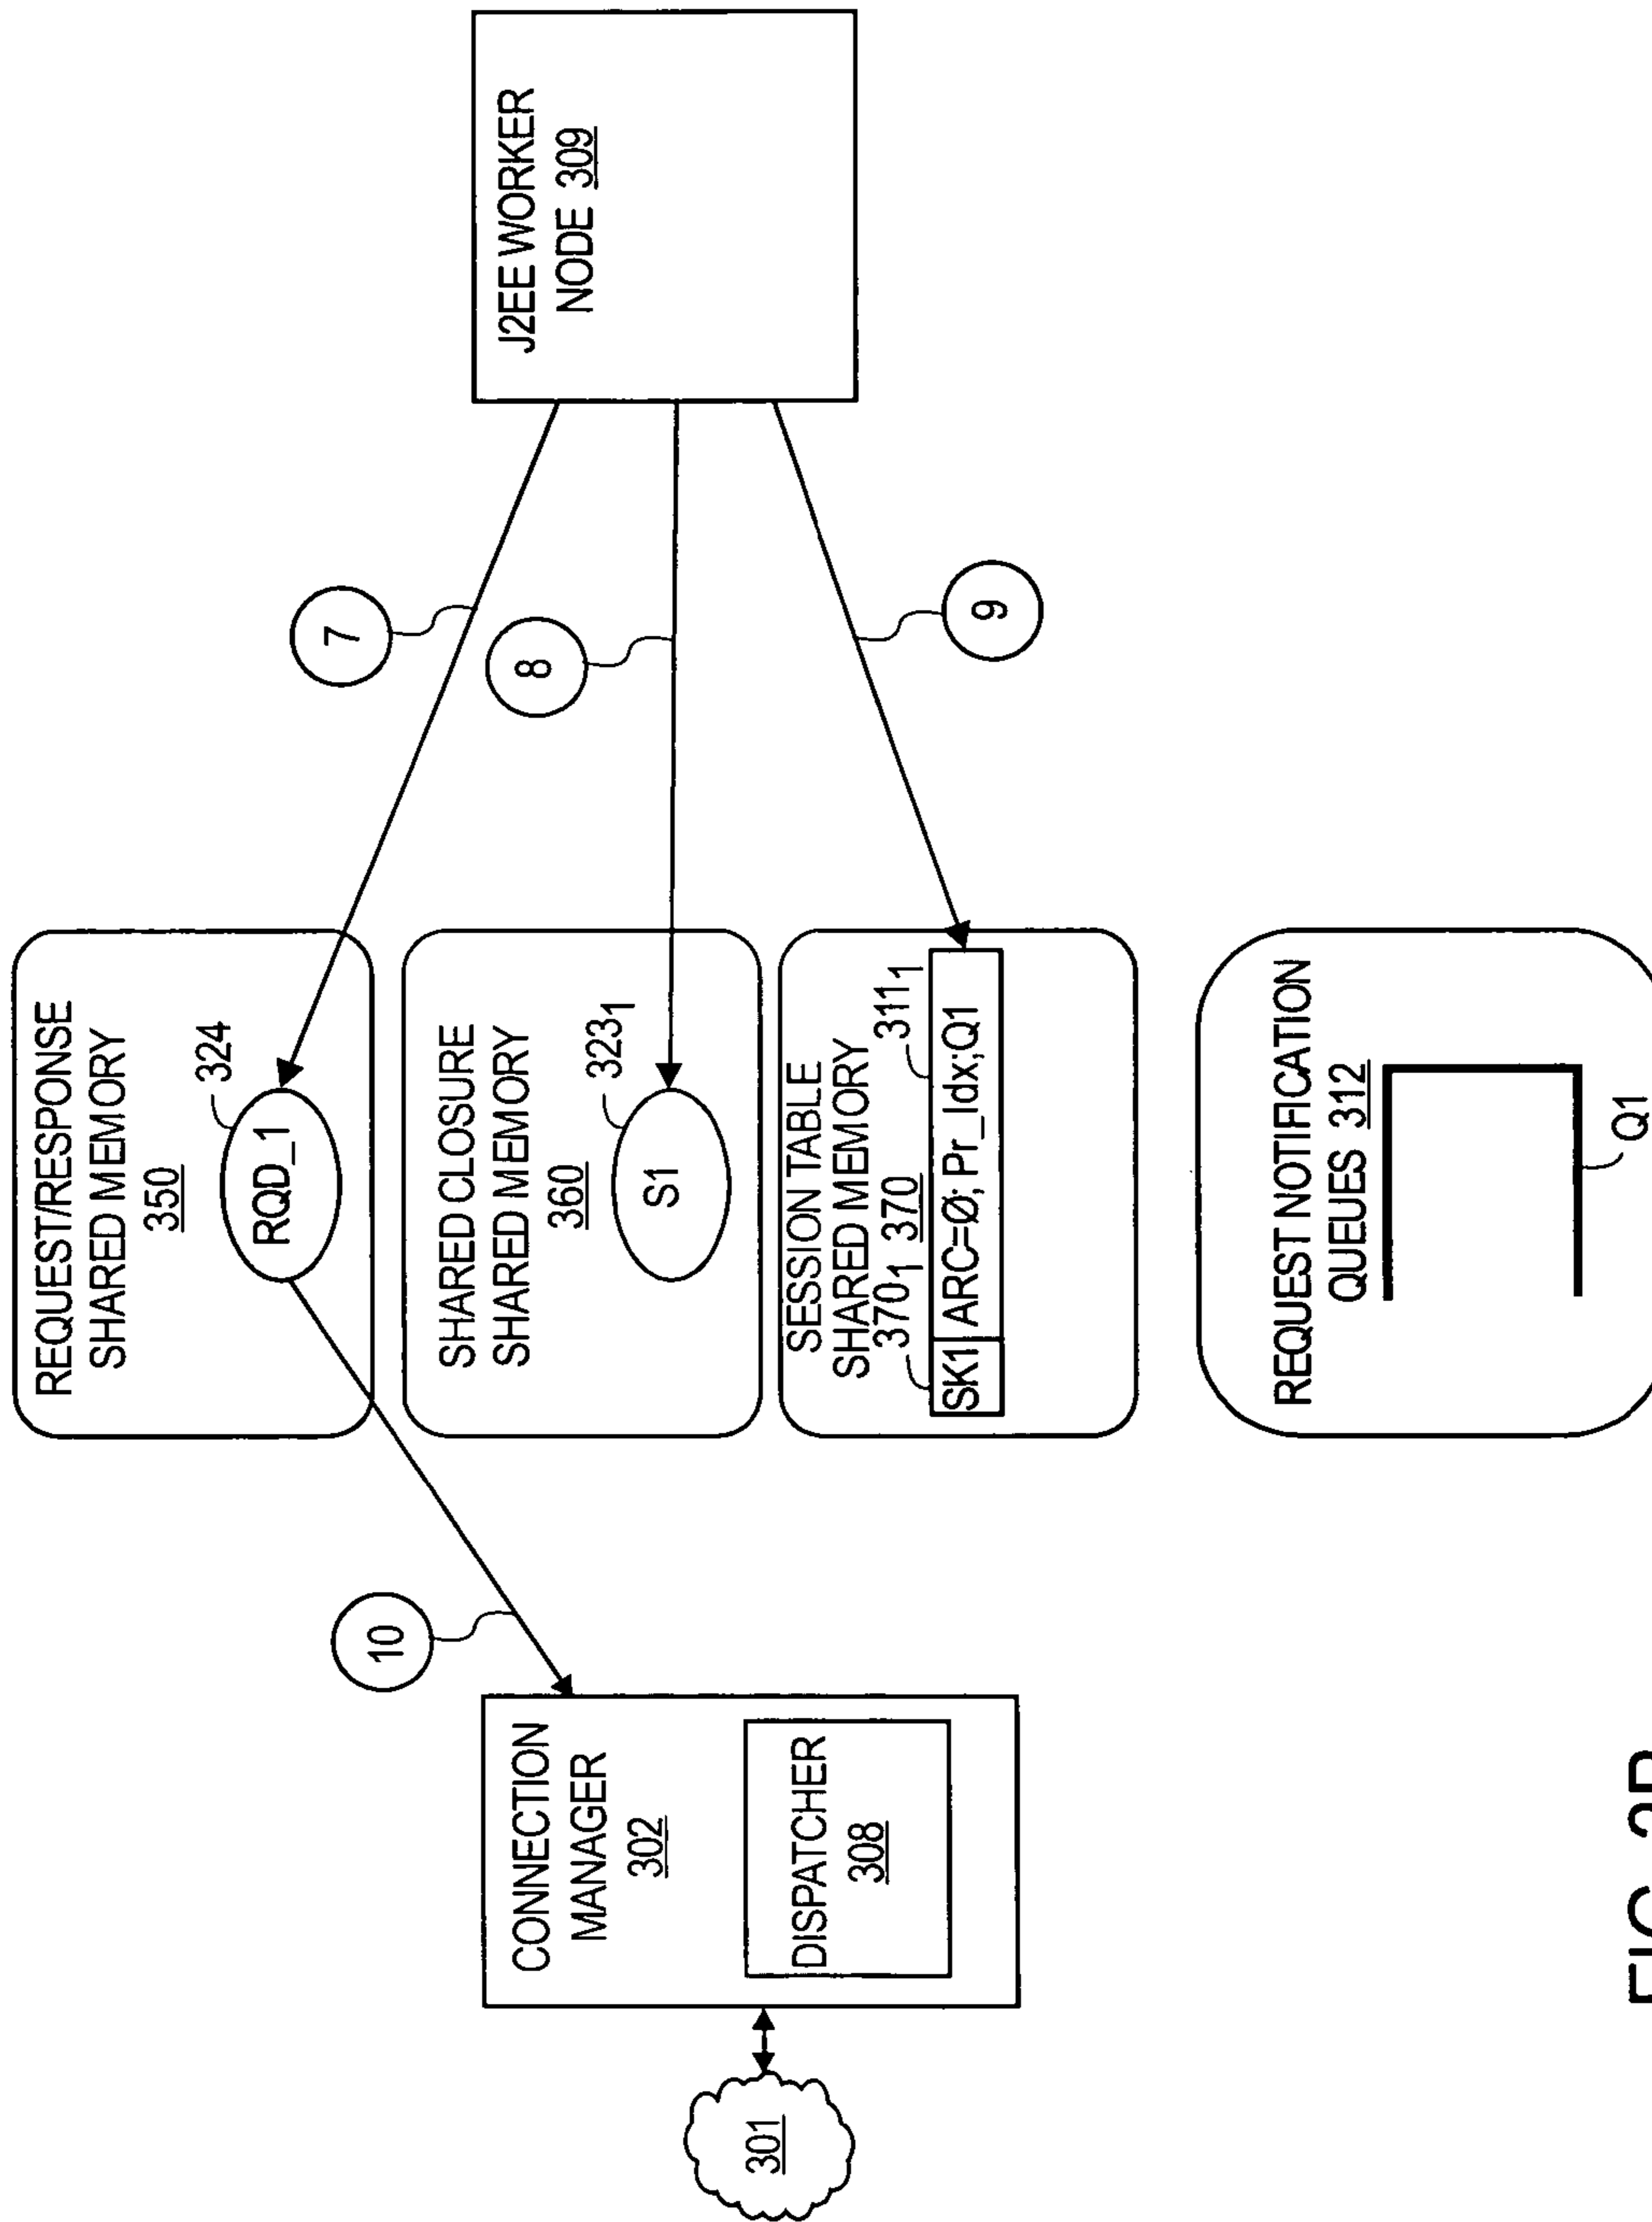 301
CONNECTION
MANAGER
302
DISPATCHER
308
10
REQUEST/RESPONSE
SHARED MEMORY
350
324
RQD_1
SHARED CLOSURE
SHARED MEMORY
360
323₁
S1
SESSION TABLE
SHARED MEMORY
370₁ 370 311₁
SK1 ARC=Ø; Pr_Idx;Q1
REQUEST NOTIFICATION
QUEUES 312
Q1
7
8
9
J2EE WORKER
NODE 309
FIG